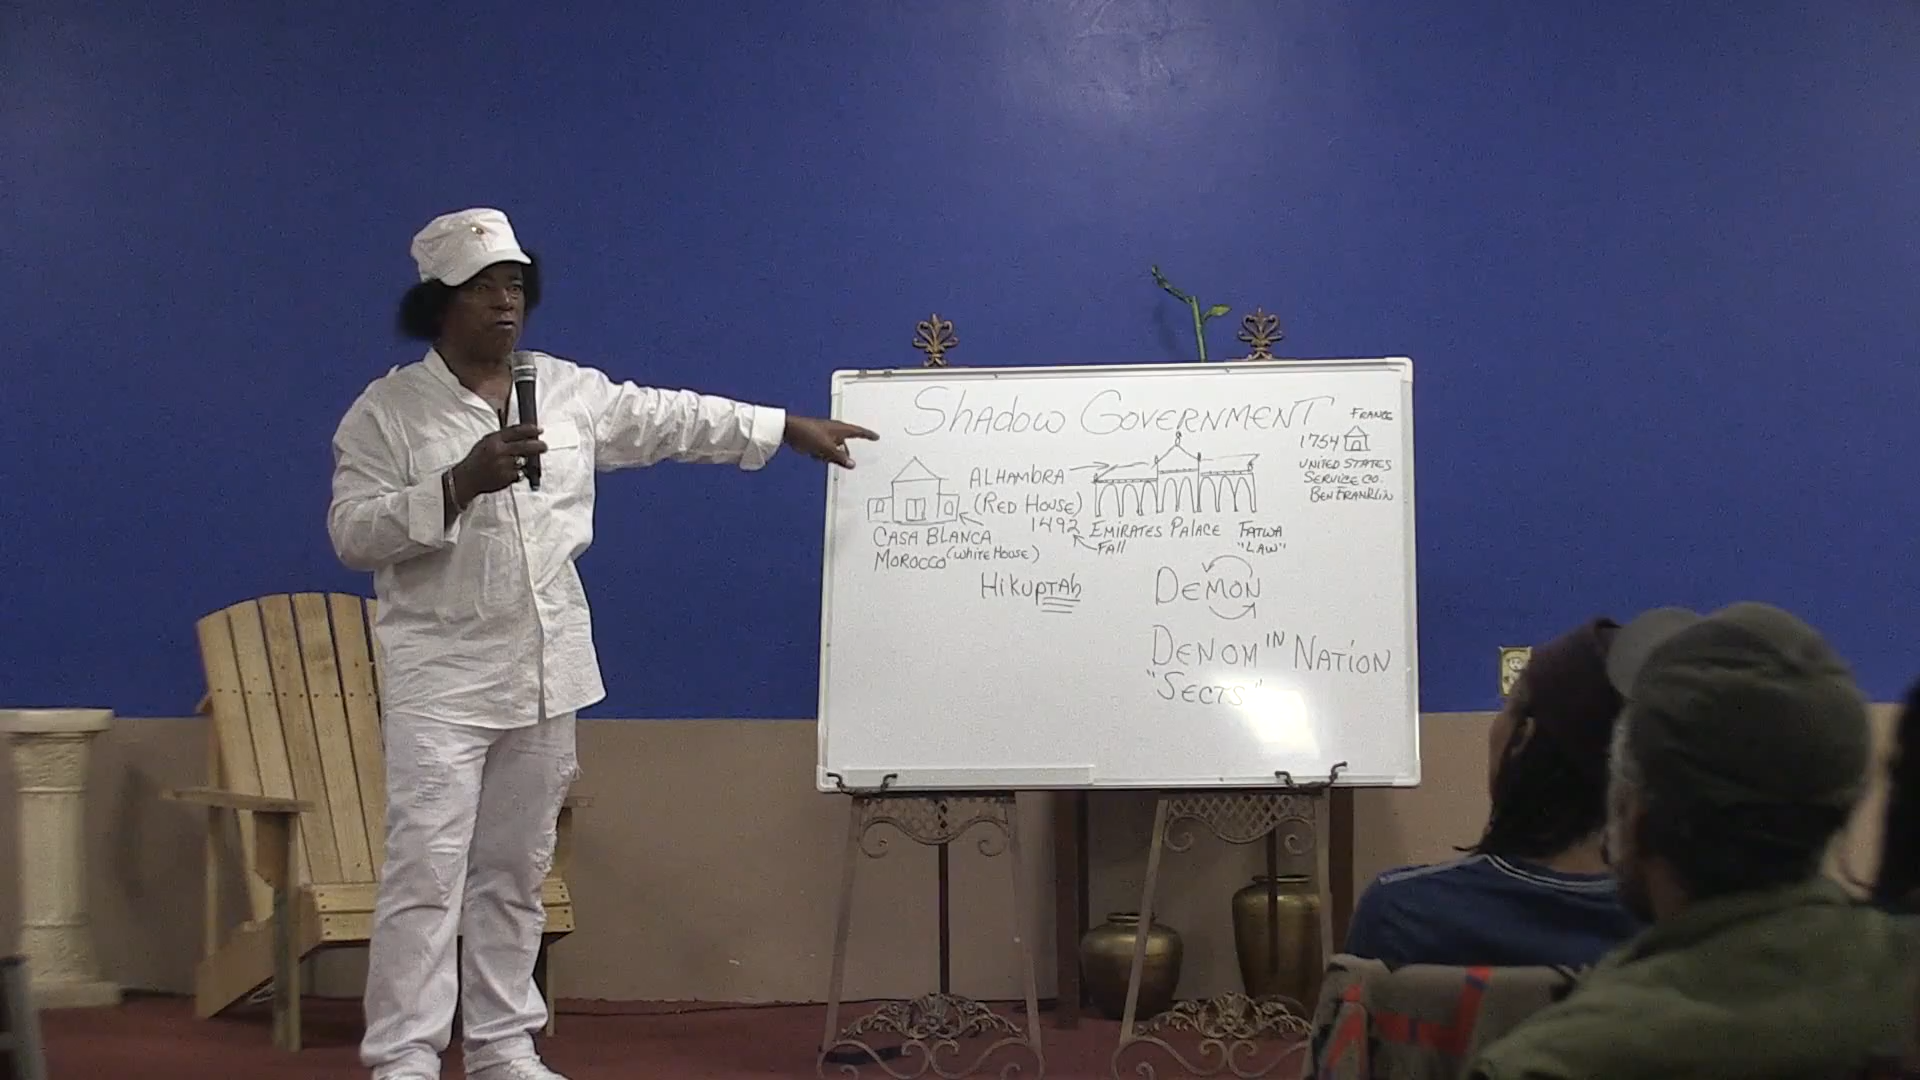 Shadow Government
France
1754
United States
Service Co.
Ben Franklin
Alhambra
(Red House)
1492
Fall
Emirates Palace
Fatwa
"Law"
Casa Blanca
Morocco (White House)
Hikuptah
Demon
Denom in Nation
"Sects"